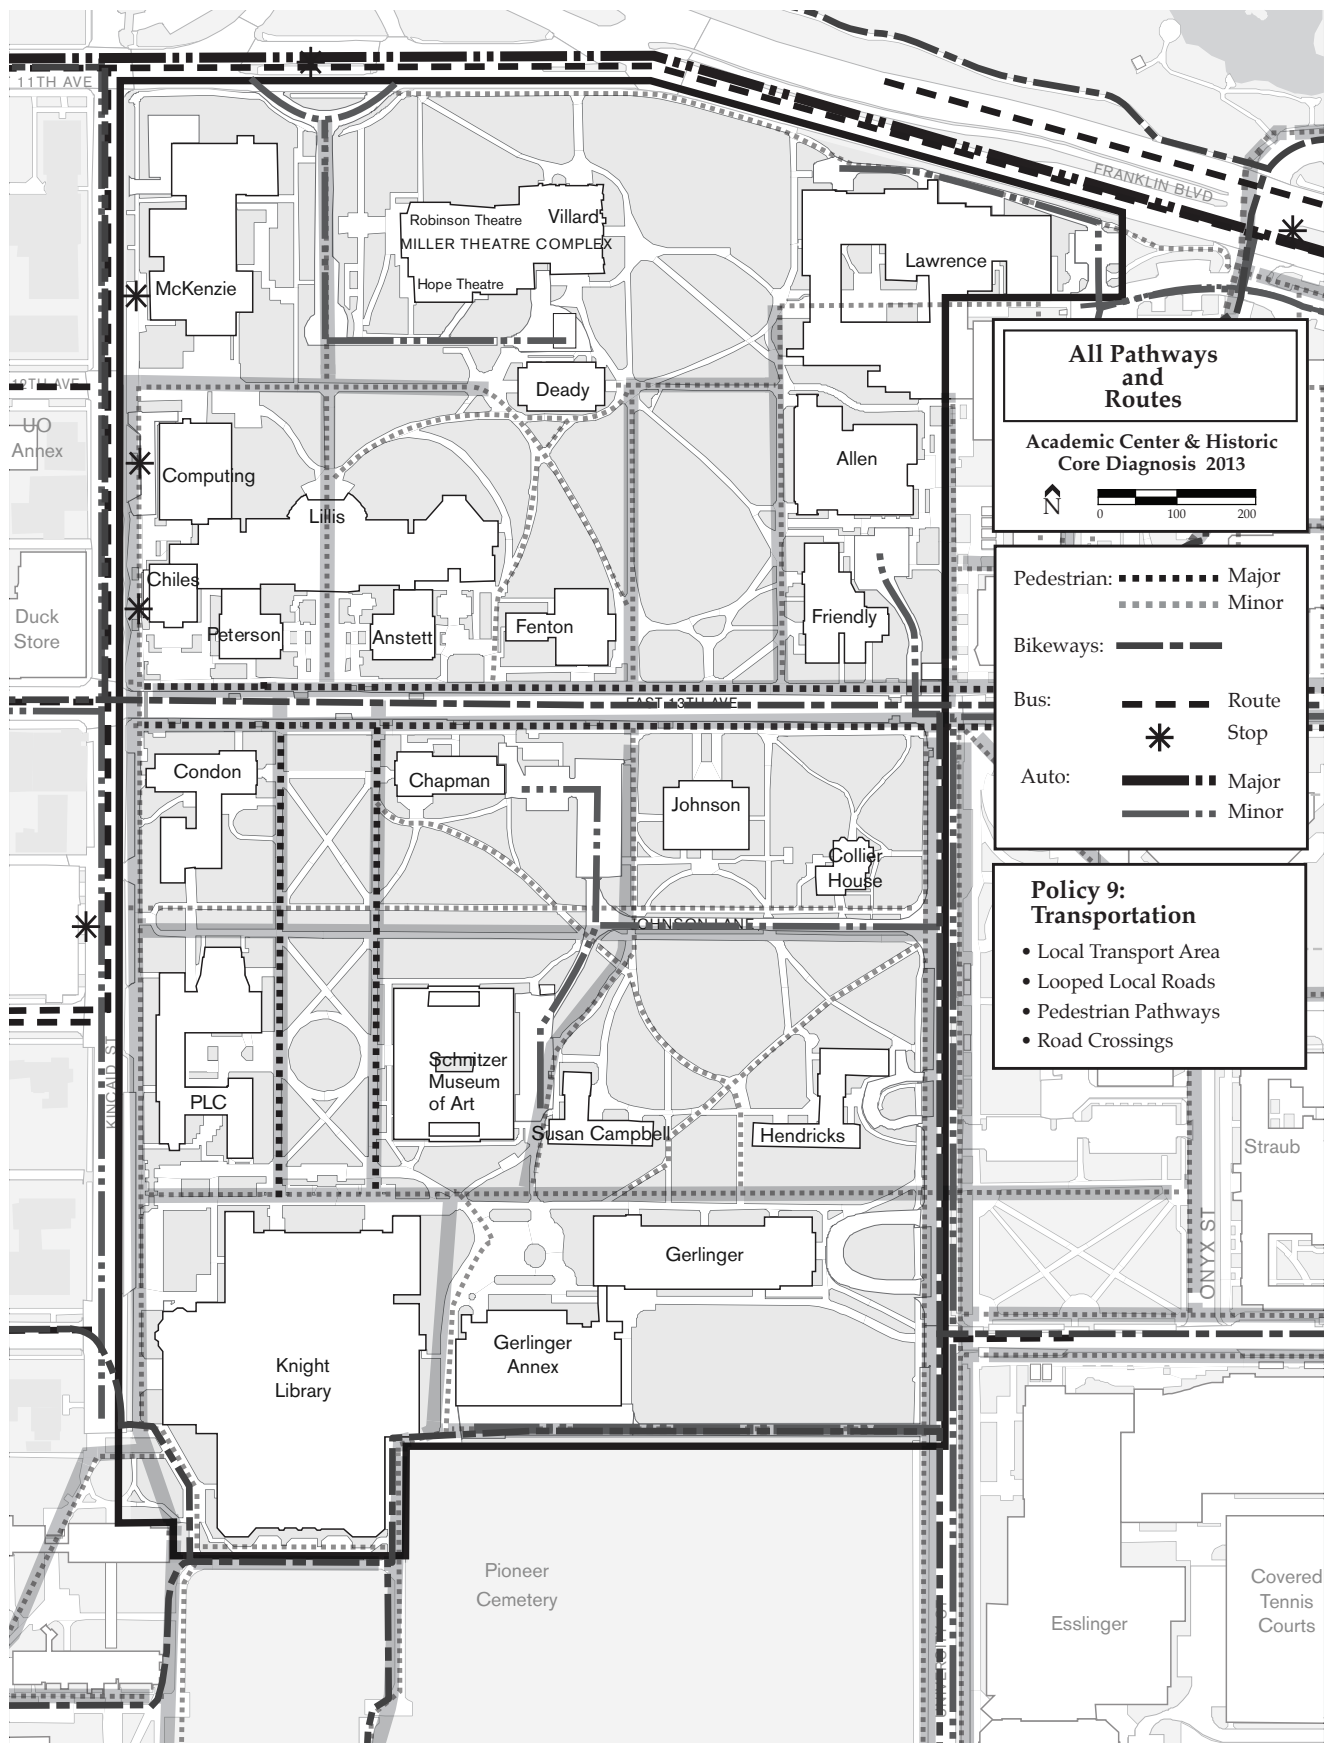 11TH AVE
FRANKLIN BLVD
Robinson Theatre
Villard
MILLER THEATRE COMPLEX
Hope Theatre
Lawrence
McKenzie
12TH AVE
Deady
UO
Annex
Computing
Allen
Lillis
Chiles
Duck
Store
Peterson
Anstett
Fenton
Friendly
EAST 13TH AVE
Condon
Chapman
Johnson
Collier
House
JOHNSON LANE
KINCAID ST
Schnitzer
Museum
of Art
PLC
Susan Campbell
Hendricks
Straub
ONYX ST
Gerlinger
Gerlinger
Annex
Knight
Library
Pioneer
Cemetery
UNIVERSITY ST
Esslinger
Covered
Tennis
Courts
All Pathways
and
Routes
Academic Center & Historic
Core Diagnosis 2013
N
0 100 200
Pedestrian: Major
Minor
Bikeways:
Bus: Route
Stop
Auto: Major
Minor
Policy 9:
Transportation
• Local Transport Area
• Looped Local Roads
• Pedestrian Pathways
• Road Crossings